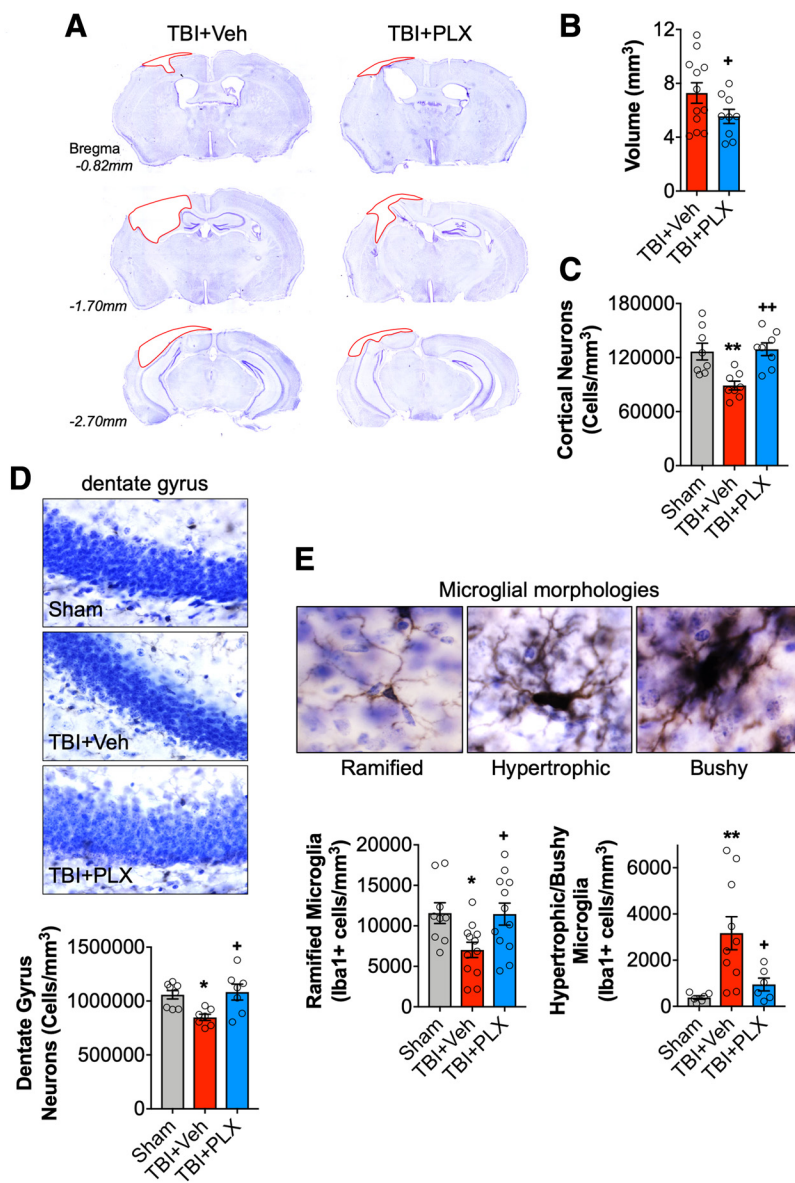 A
TBI+Veh
TBI+PLX
Bregma
-0.82mm
-1.70mm
-2.70mm
B
Volume (mm³)
12
8
4
0
+
TBI+Veh
TBI+PLX
C
Cortical Neurons
(Cells/mm³)
180000
120000
60000
0
**
++
Sham
TBI+Veh
TBI+PLX
D
dentate gyrus
Sham
TBI+Veh
TBI+PLX
Dentate Gyrus
Neurons (Cells/mm³)
1500000
1000000
500000
0
*
+
Sham
TBI+Veh
TBI+PLX
E
Microglial morphologies
Ramified
Hypertrophic
Bushy
Ramified Microglia
(Iba1+ cells/mm³)
20000
15000
10000
5000
0
*
+
Sham
TBI+Veh
TBI+PLX
Hypertrophic/Bushy
Microglia
(Iba1+ cells/mm³)
6000
4000
2000
0
**
+
Sham
TBI+Veh
TBI+PLX